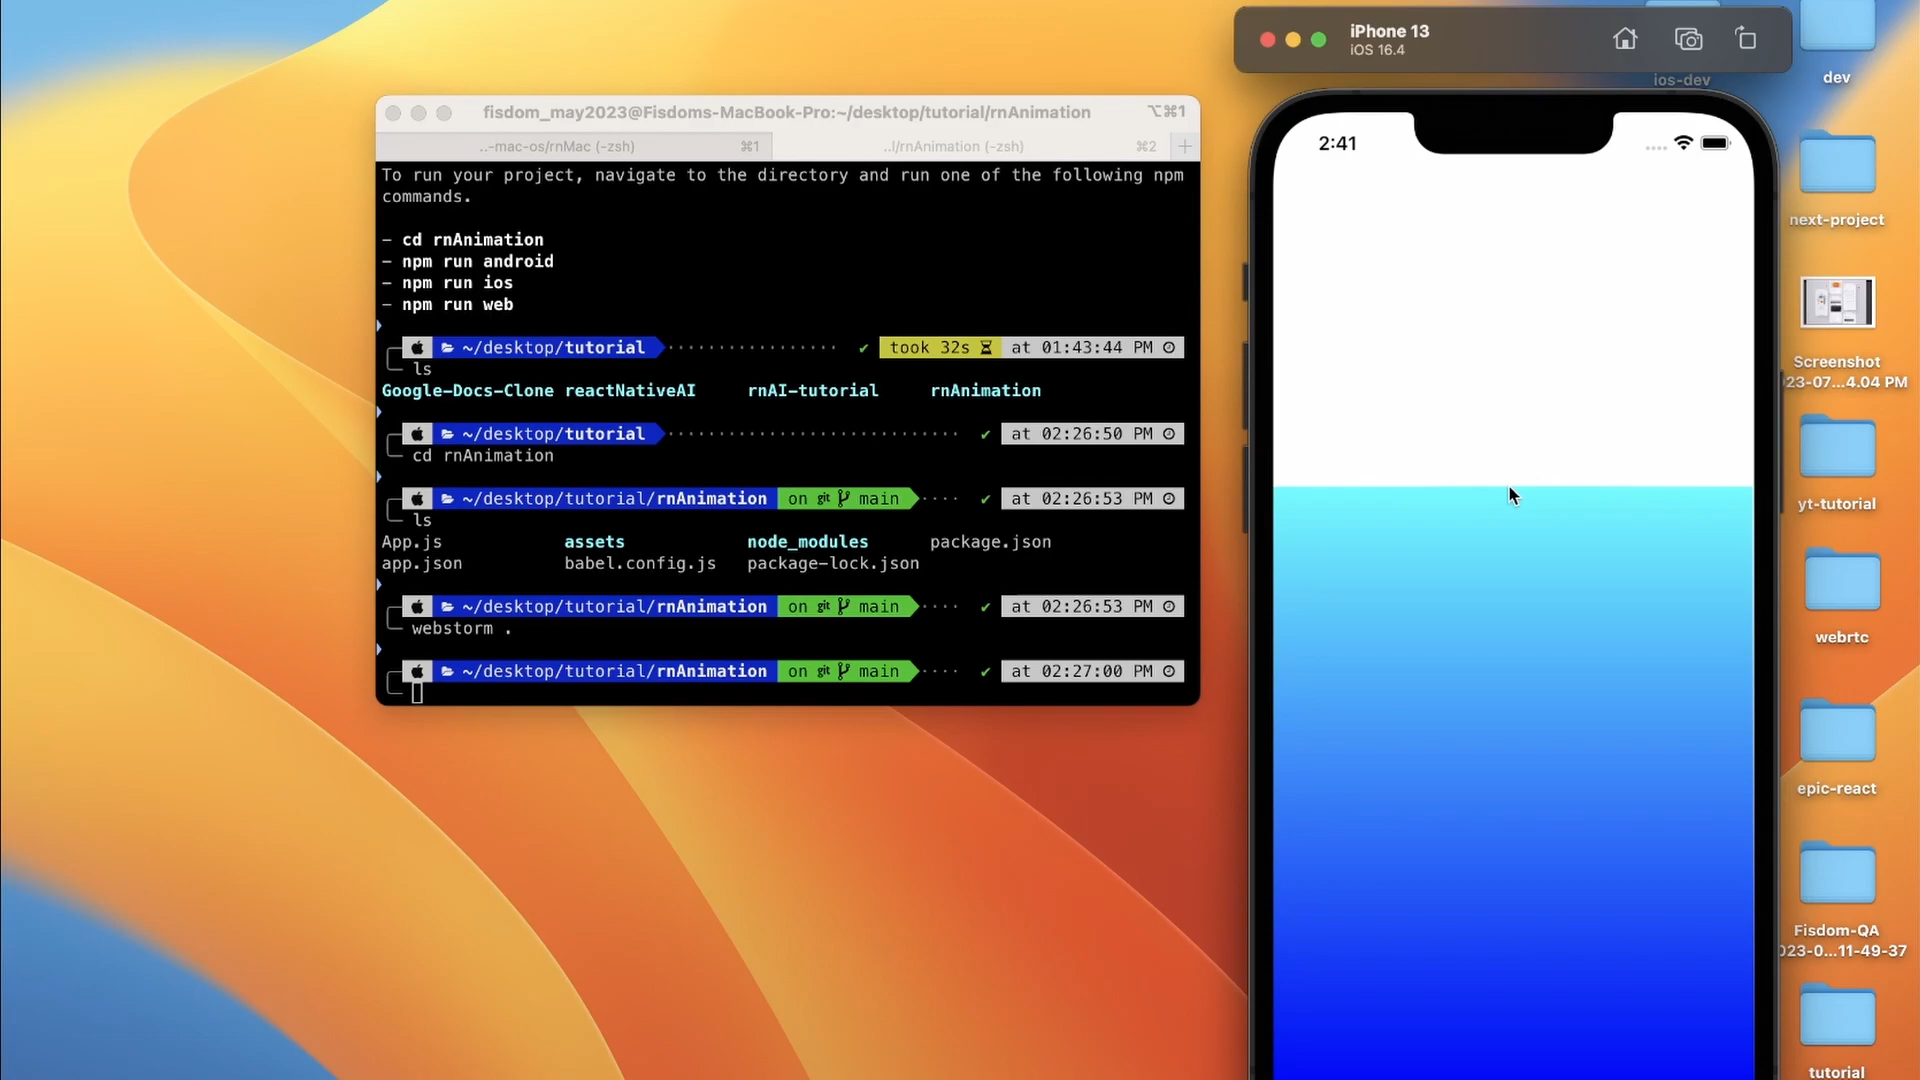 fisdom_may2023@Fisdoms-MacBook-Pro:~/desktop/tutorial/rnAnimation ⌥⌘1
..-mac-os/rnMac (-zsh) ⌘1 ..l/rnAnimation (-zsh) ⌘2 +
To run your project, navigate to the directory and run one of the following npm
commands.
- cd rnAnimation
- npm run android
- npm run ios
- npm run web
~/desktop/tutorial ✔ took 32s at 01:43:44 PM
ls
Google-Docs-Clone reactNativeAI rnAI-tutorial rnAnimation
~/desktop/tutorial ✔ at 02:26:50 PM
cd rnAnimation
~/desktop/tutorial/rnAnimation on git main ✔ at 02:26:53 PM
ls
App.js assets node_modules package.json
app.json babel.config.js package-lock.json
~/desktop/tutorial/rnAnimation on git main ✔ at 02:26:53 PM
webstorm .
~/desktop/tutorial/rnAnimation on git main ✔ at 02:27:00 PM
iPhone 13
iOS 16.4
2:41
ios-dev
dev
next-project
Screenshot
23-07...4.04 PM
yt-tutorial
webrtc
epic-react
Fisdom-QA
023-0...11-49-37
tutorial